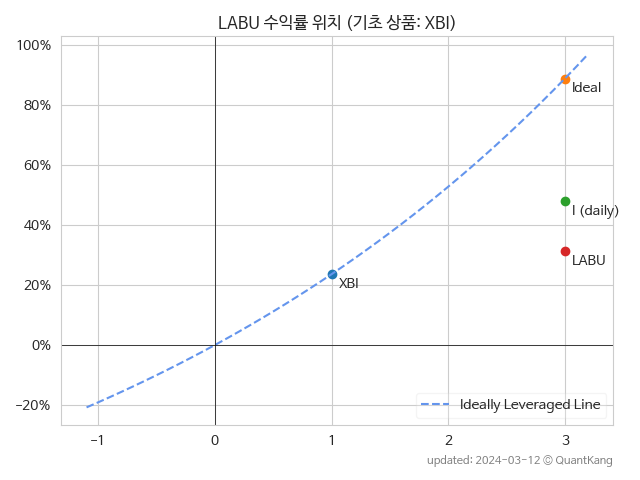 LABU 수익률 위치 (기초 상품: XBI)
100%
80%
60%
40%
20%
0%
−20%
Ideal
I (daily)
LABU
XBI
Ideally Leveraged Line
−1 0 1 2 3
updated: 2024-03-12 © QuantKang